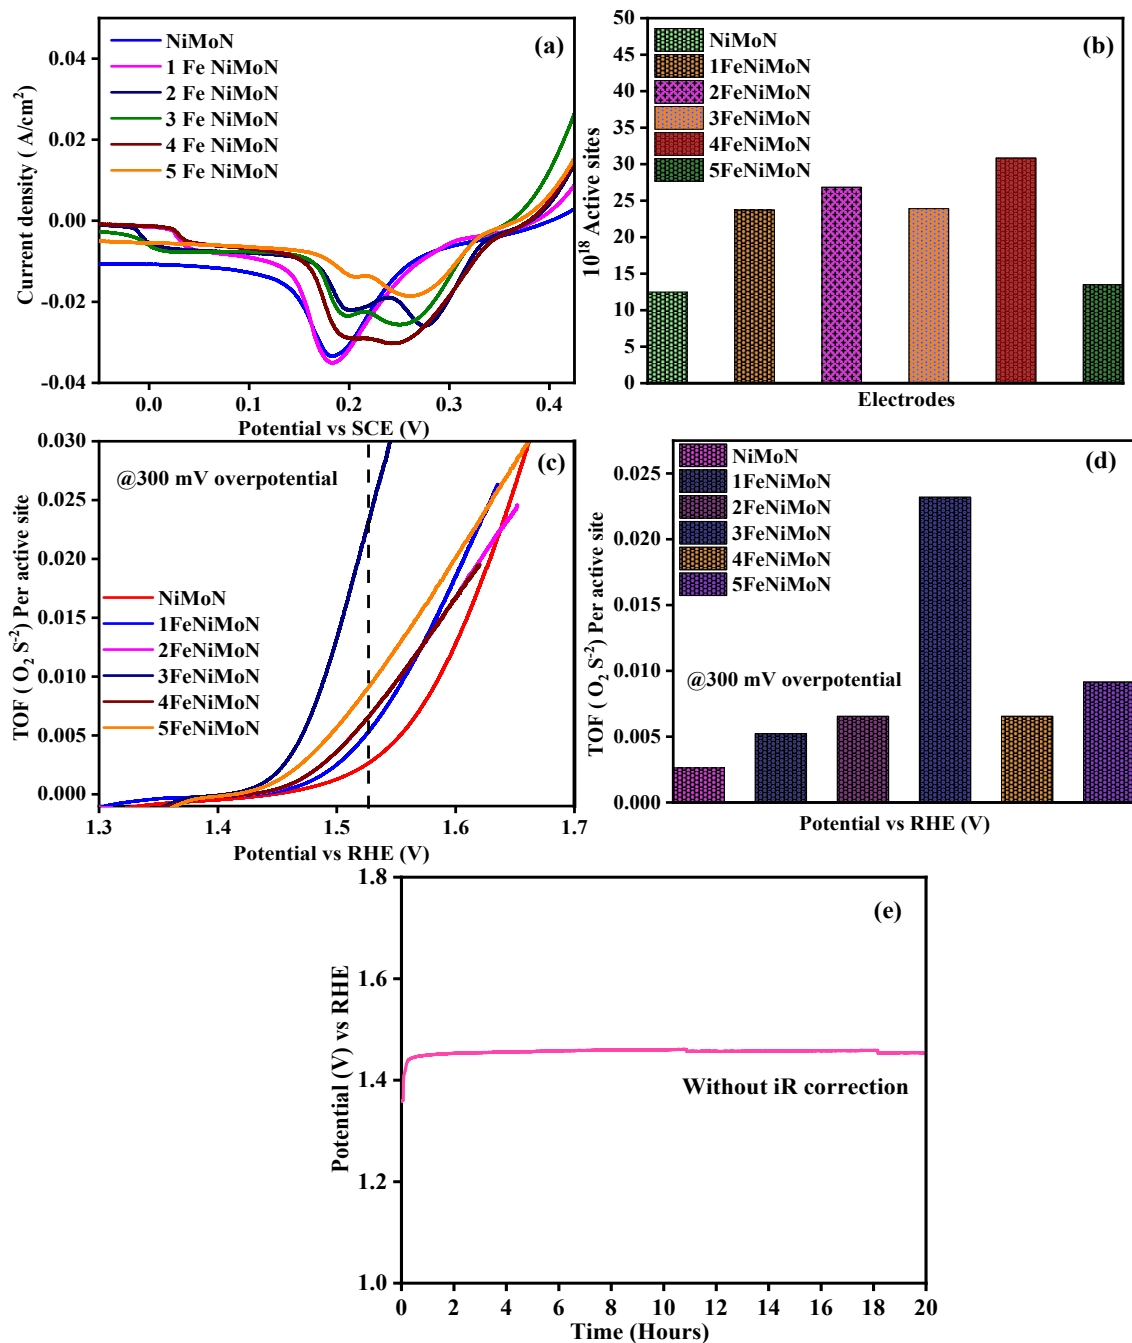 (a)
NiMoN
1 Fe NiMoN
2 Fe NiMoN
3 Fe NiMoN
4 Fe NiMoN
5 Fe NiMoN
Current density ( A/cm²)
0.04
0.02
0.00
-0.02
-0.04
0.0 0.1 0.2 0.3 0.4
Potential vs SCE (V)
(b)
NiMoN
1FeNiMoN
2FeNiMoN
3FeNiMoN
4FeNiMoN
5FeNiMoN
10¹⁸ Active sites
50
45
40
35
30
25
20
15
10
5
0
Electrodes
(c)
@300 mV overpotential
NiMoN
1FeNiMoN
2FeNiMoN
3FeNiMoN
4FeNiMoN
5FeNiMoN
TOF ( O₂ S⁻²) Per active site
0.030
0.025
0.020
0.015
0.010
0.005
0.000
1.3 1.4 1.5 1.6 1.7
Potential vs RHE (V)
(d)
NiMoN
1FeNiMoN
2FeNiMoN
3FeNiMoN
4FeNiMoN
5FeNiMoN
@300 mV overpotential
TOF ( O₂ S⁻²) Per active site
0.025
0.020
0.015
0.010
0.005
0.000
Potential vs RHE (V)
(e)
Without iR correction
Potential (V) vs RHE
1.8
1.6
1.4
1.2
1.0
0 2 4 6 8 10 12 14 16 18 20
Time (Hours)